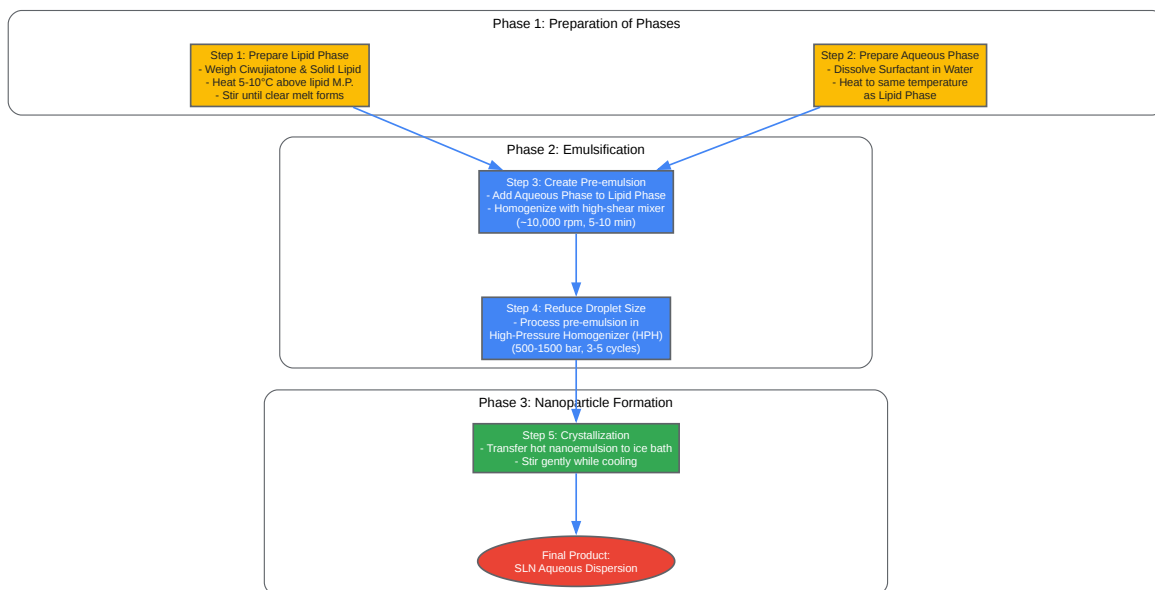 Phase 1: Preparation of Phases
Step 1: Prepare Lipid Phase
- Weigh Ciwujiatone & Solid Lipid
- Heat 5-10°C above lipid M.P.
- Stir until clear melt forms
Step 2: Prepare Aqueous Phase
- Dissolve Surfactant in Water
- Heat to same temperature
as Lipid Phase
Phase 2: Emulsification
Step 3: Create Pre-emulsion
- Add Aqueous Phase to Lipid Phase
- Homogenize with high-shear mixer
(~10,000 rpm, 5-10 min)
Step 4: Reduce Droplet Size
- Process pre-emulsion in
High-Pressure Homogenizer (HPH)
(500-1500 bar, 3-5 cycles)
Phase 3: Nanoparticle Formation
Step 5: Crystallization
- Transfer hot nanoemulsion to ice bath
- Stir gently while cooling
Final Product:
SLN Aqueous Dispersion